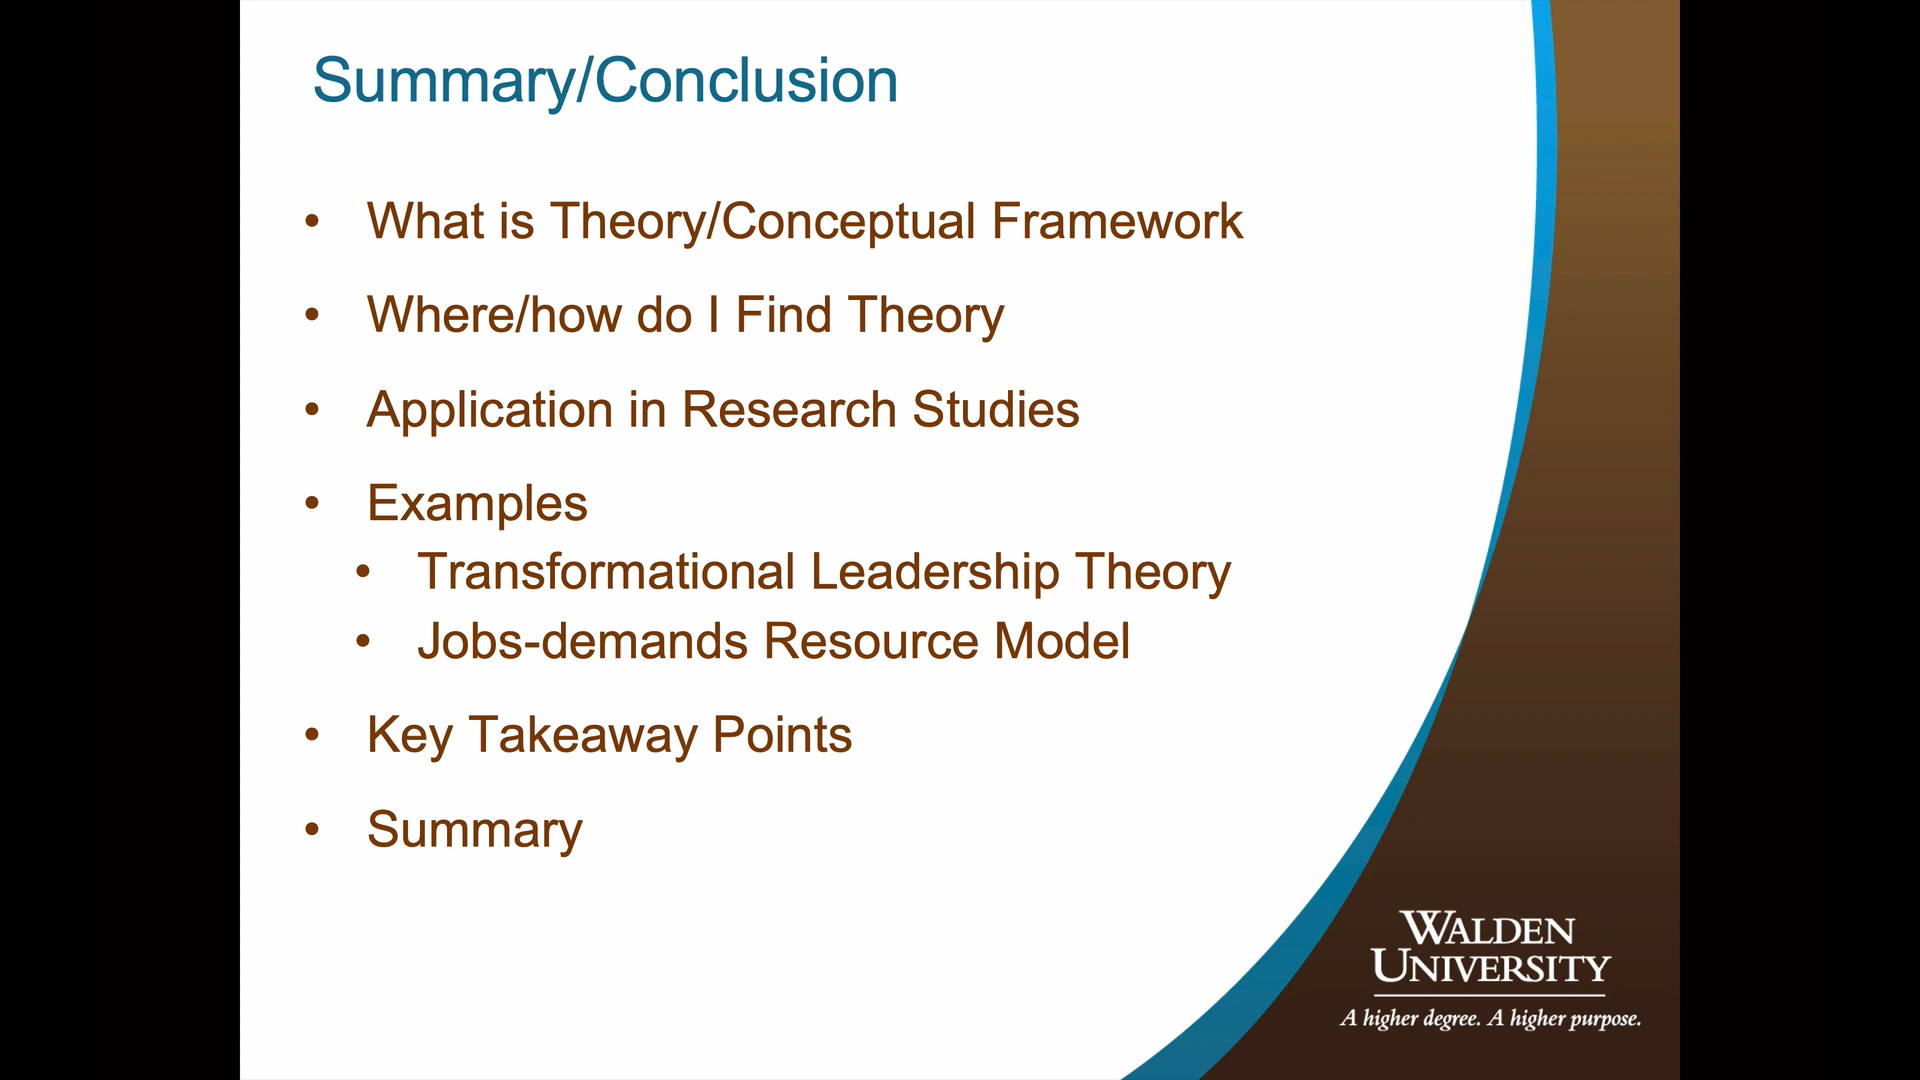 Summary/Conclusion
• What is Theory/Conceptual Framework
• Where/how do I Find Theory
• Application in Research Studies
• Examples
• Transformational Leadership Theory
• Jobs-demands Resource Model
• Key Takeaway Points
• Summary
WALDEN
UNIVERSITY
A higher degree. A higher purpose.